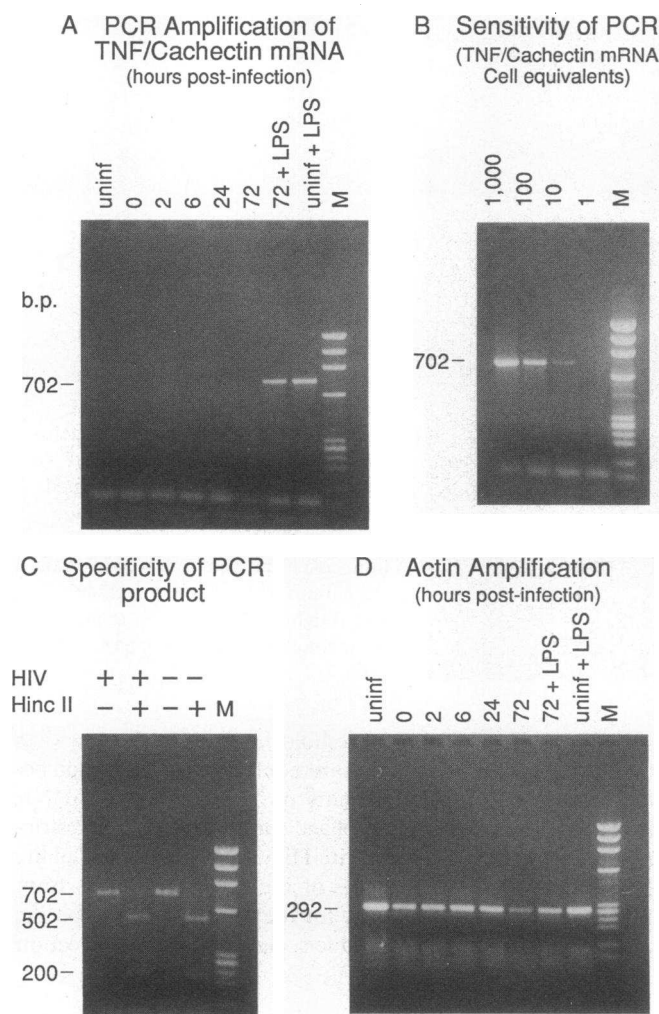 A PCR Amplification of
TNF/Cachectin mRNA
(hours post-infection)
uninf 0 2 6 24 72 72 + LPS uninf + LPS M
b.p.
702–
B Sensitivity of PCR
(TNF/Cachectin mRNA
Cell equivalents)
1,000 100 10 1 M
702–
C Specificity of PCR
product
HIV + + – –
Hinc II – + – + M
702–
502–
200–
D Actin Amplification
(hours post-infection)
uninf 0 2 6 24 72 72 + LPS uninf + LPS M
292–